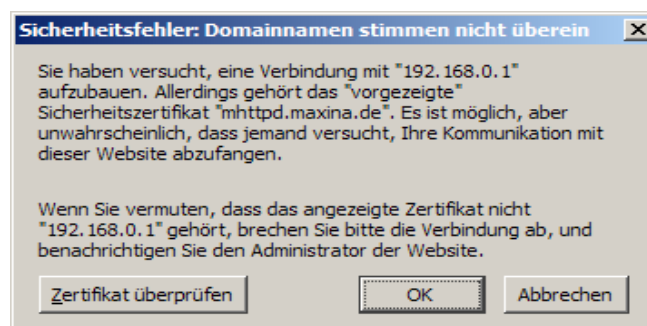 Sicherheitsfehler: Domainnamen stimmen nicht überein
Sie haben versucht, eine Verbindung mit "192.168.0.1"
aufzubauen. Allerdings gehört das "vorgezeigte"
Sicherheitszertifikat "mhttpd.maxina.de". Es ist möglich, aber
unwahrscheinlich, dass jemand versucht, Ihre Kommunikation mit
dieser Website abzufangen.
Wenn Sie vermuten, dass das angezeigte Zertifikat nicht
"192.168.0.1" gehört, brechen Sie bitte die Verbindung ab, und
benachrichtigen Sie den Administrator der Website.
Zertifikat überprüfen
OK
Abbrechen